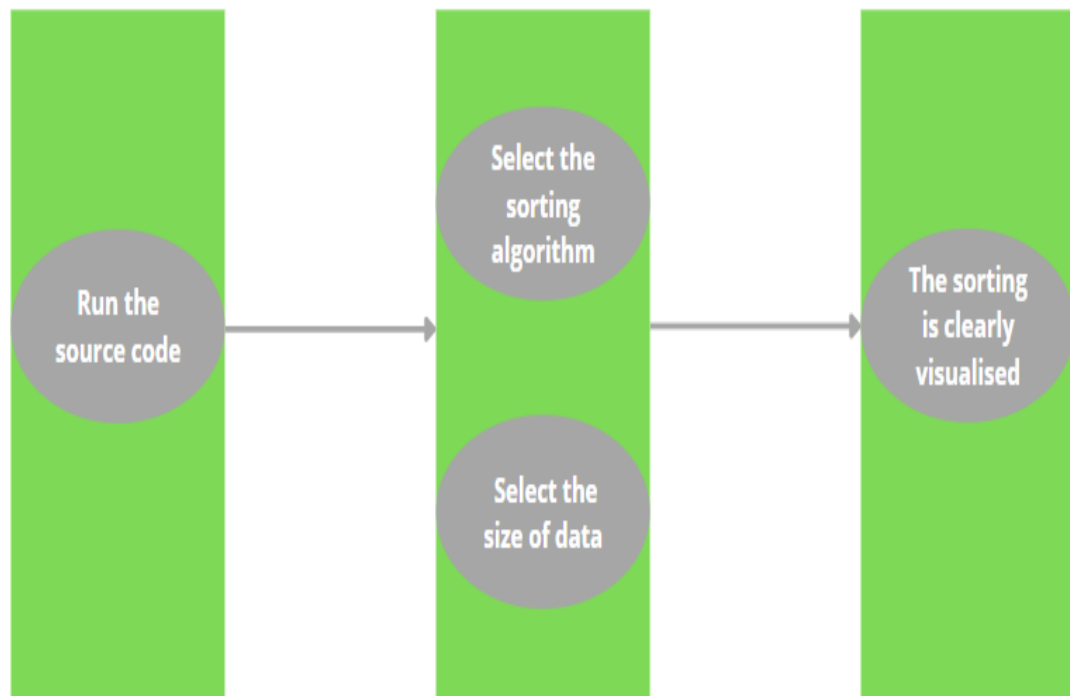 Run the
source code
Select the
sorting
algorithm
Select the
size of data
The sorting
is clearly
visualised